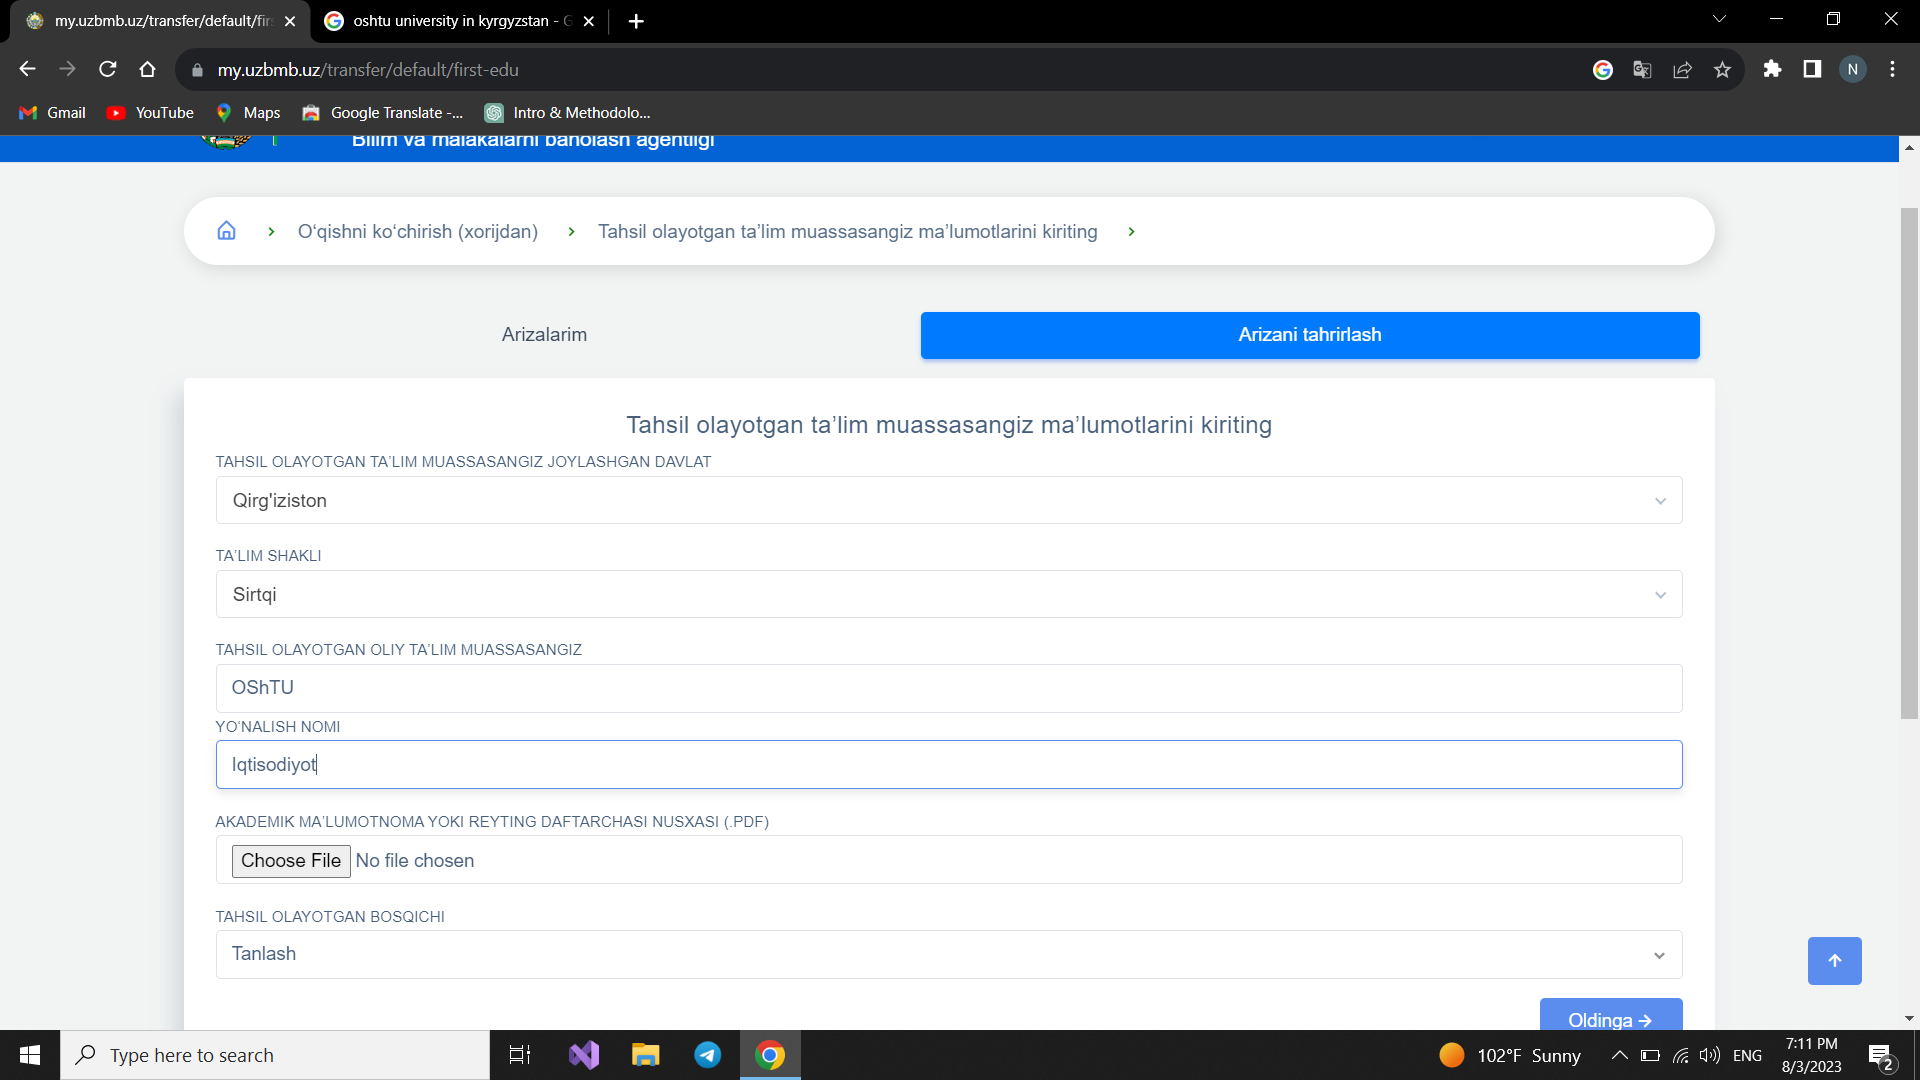 my.uzbmb.uz/transfer/default/fir
oshtu university in kyrgyzstan - G
my.uzbmb.uz/transfer/default/first-edu
N
Gmail
YouTube
Maps
Google Translate -...
Intro & Methodolo...
Bilim va malakalarni baholash agentligi
O‘qishni ko‘chirish (xorijdan)
Tahsil olayotgan ta’lim muassasangiz ma’lumotlarini kiriting
Arizalarim
Arizani tahrirlash
Tahsil olayotgan ta’lim muassasangiz ma’lumotlarini kiriting
TAHSIL OLAYOTGAN TA’LIM MUASSASANGIZ JOYLASHGAN DAVLAT
Qirg'iziston
TA’LIM SHAKLI
Sirtqi
TAHSIL OLAYOTGAN OLIY TA’LIM MUASSASANGIZ
OShTU
YO‘NALISH NOMI
Iqtisodiyot
AKADEMIK MA’LUMOTNOMA YOKI REYTING DAFTARCHASI NUSXASI (.PDF)
Choose File No file chosen
TAHSIL OLAYOTGAN BOSQICHI
Tanlash
Oldinga →
Type here to search
102°F Sunny
ENG
7:11 PM
8/3/2023
2